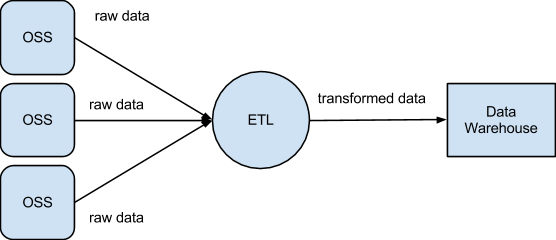 raw data
OSS
raw data
OSS
ETL
transformed data
Data
Warehouse
OSS
raw data